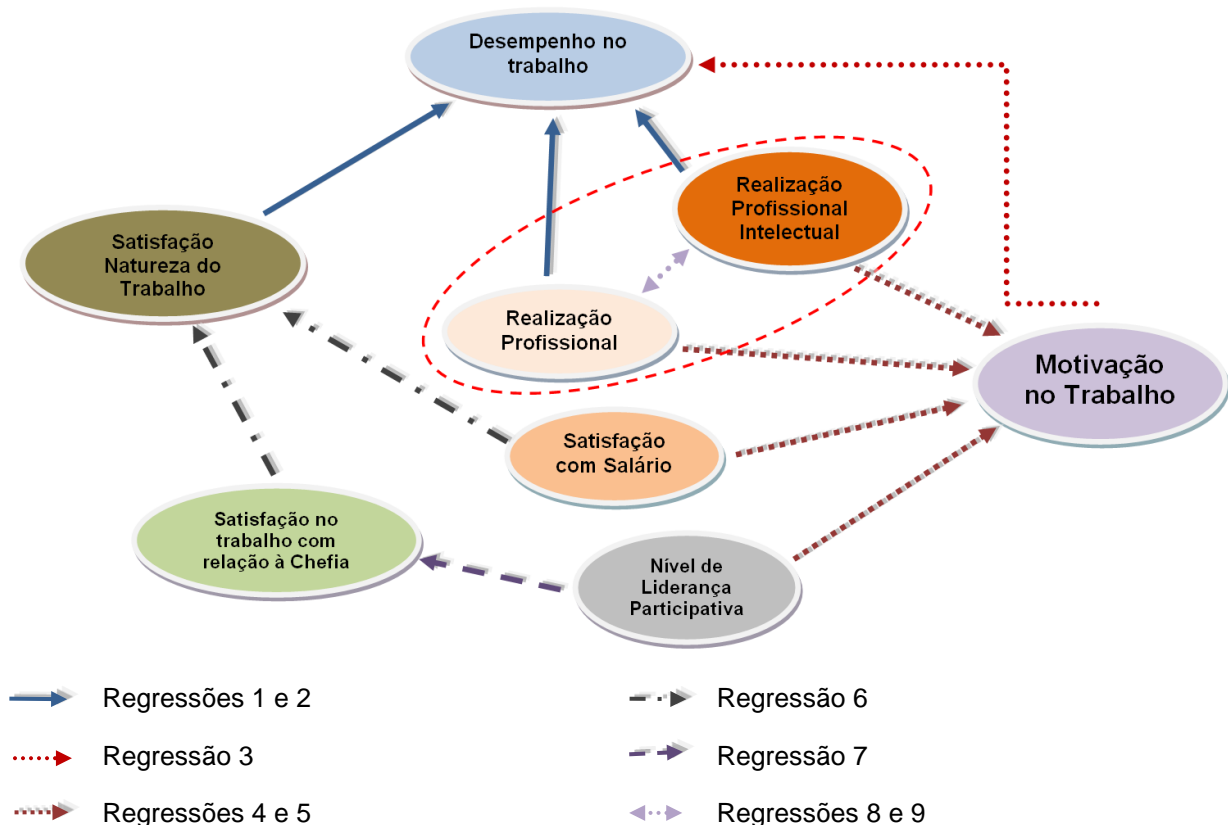 Desempenho no
trabalho
Realização
Profissional
Intelectual
Satisfação
Natureza do
Trabalho
Realização
Profissional
Motivação
no Trabalho
Satisfação
com Salário
Satisfação no
trabalho com
relação à Chefia
Nível de
Liderança
Participativa
Regressões 1 e 2
Regressão 6
Regressão 3
Regressão 7
Regressões 4 e 5
Regressões 8 e 9